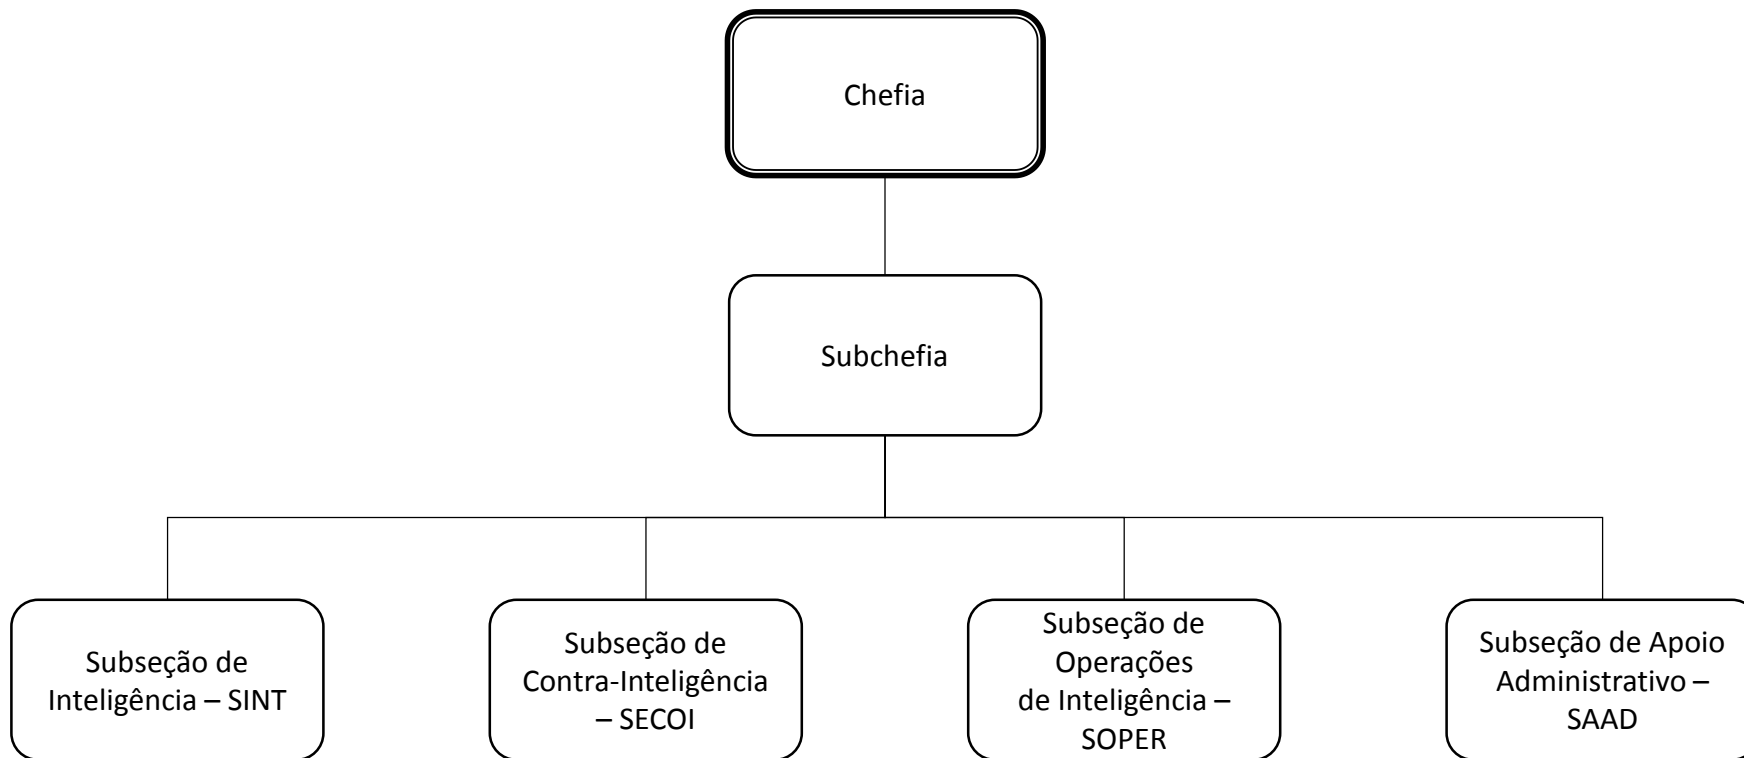 Chefia
Subchefia
Subseção de
Inteligência – SINT
Subseção de
Contra-Inteligência
– SECOI
Subseção de
Operações
de Inteligência –
SOPER
Subseção de Apoio
Administrativo –
SAAD